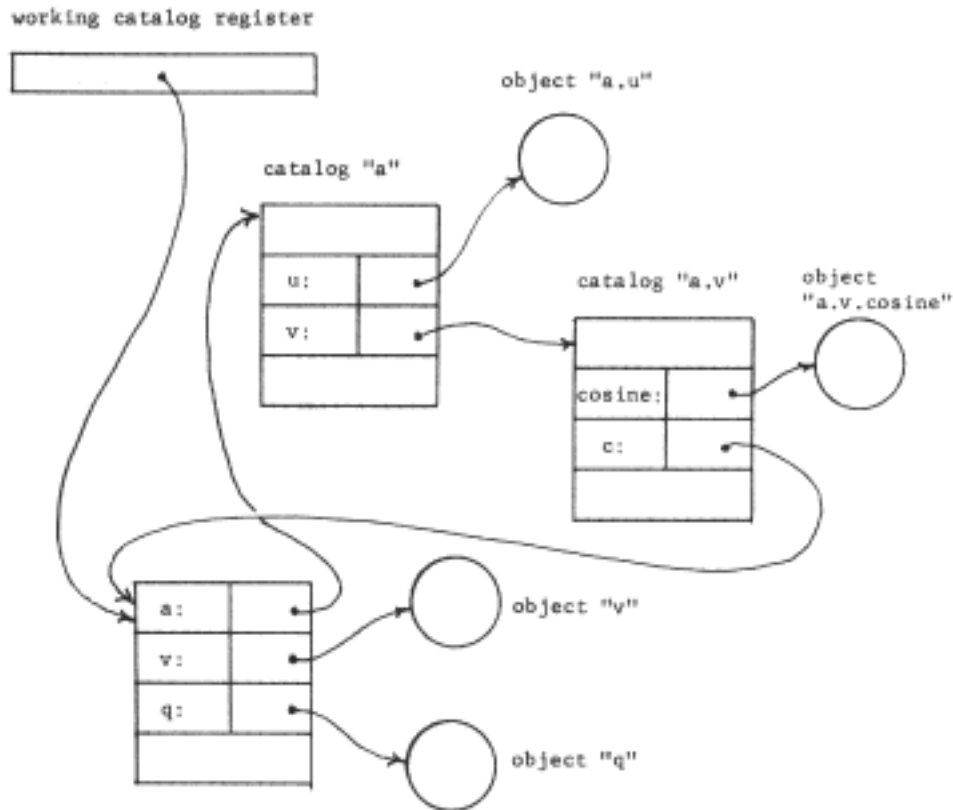 working catalog register
object "a.u"
catalog "a"
u:
v:
catalog "a.v"
object
"a.v.cosine"
cosine:
c:
a:
v:
q:
object "v"
object "q"